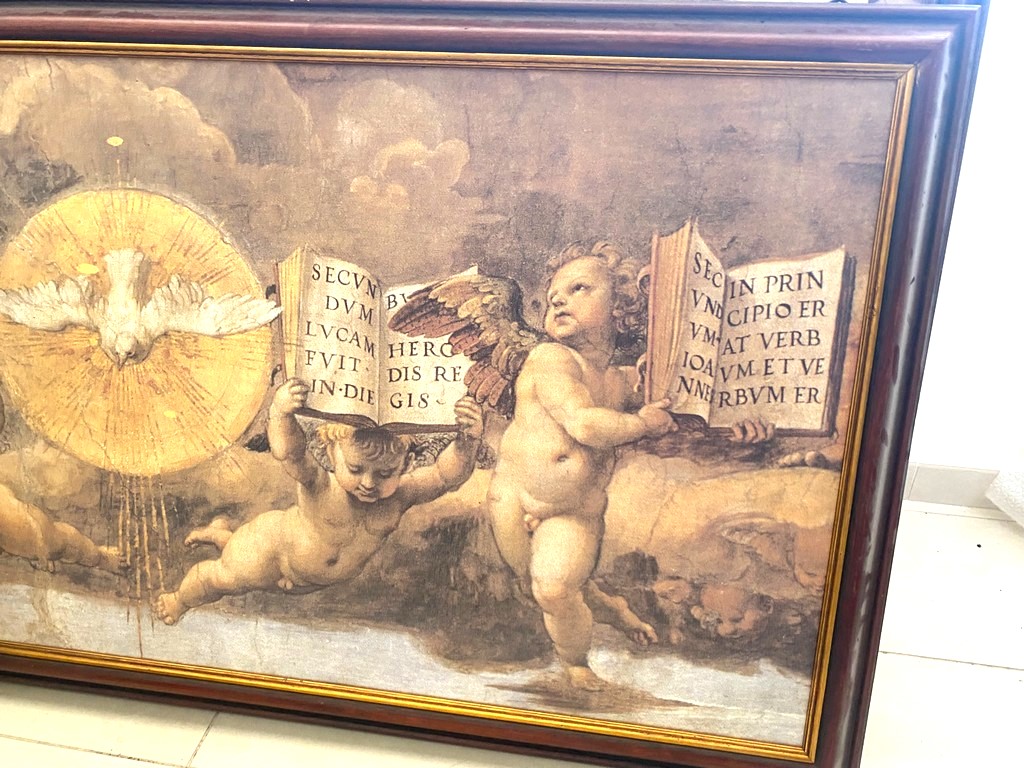 SECVN
DVM
LVCAM
FVIT·
IN·DIE
HERO
DIS RE
GIS
SEC
VND
VM·
IOA
NNE
IN PRIN
CIPIO ER
AT VERB
VM. ET VE
RBVM ER